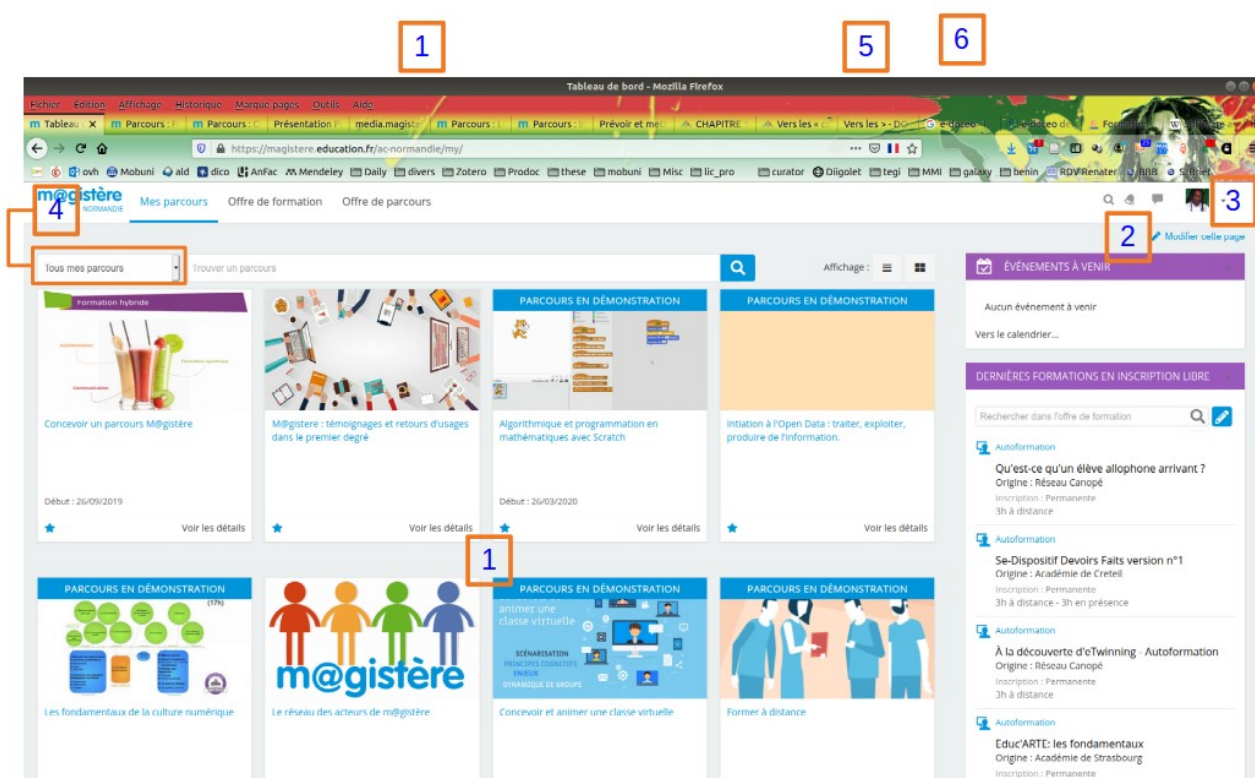 1
5
6
Tableau de bord - Mozilla Firefox
Fichier Édition Affichage Historique Marque-pages Outils Aide
Tableau Parcours : Parcours : Présentation media.magiste Parcours : Parcours : Prévoir et me CHAPITRE Vers les « c Vers les > - DG
https://magistere.education.fr/ac-normandie/my/
ovh Mobuni ald dico AnFac Mendeley Daily divers Zotero Prodoc these mobuni Misc lic_pro curator Diigolet tegi MMI galaxy benin RDVRenater BBB
m@gistère
NORMANDIE
4
Mes parcours Offre de formation Offre de parcours
3
2
Modifier cette page
Tous mes parcours
Trouver un parcours
Affichage :
Formation hybride
Autoformation
Communication
Concevoir un parcours M@gistère
Début : 26/09/2019
Voir les détails
M@gistere : témoignages et retours d'usages
dans le premier degré
Voir les détails
PARCOURS EN DÉMONSTRATION
Algorithmique et programmation en
mathématiques avec Scratch
Début : 26/03/2020
Voir les détails
PARCOURS EN DÉMONSTRATION
Intiation à l'Open Data : traiter, exploiter,
produire de l'information.
Voir les détails
1
PARCOURS EN DÉMONSTRATION
(17h)
Les fondamentaux de la culture numérique
m@gistère
Le réseau des acteurs de m@gistère
PARCOURS EN DÉMONSTRATION
animer une
classe virtuelle
SCÉNARISATION
PRINCIPES COGNITIFS
ENJEUX
DYNAMIQUE DE GROUPE
Concevoir et animer une classe virtuelle
PARCOURS EN DÉMONSTRATION
Former à distance
ÉVÉNEMENTS À VENIR
Aucun événement à venir
Vers le calendrier...
DERNIÈRES FORMATIONS EN INSCRIPTION LIBRE
Rechercher dans l'offre de formation
Autoformation
Qu'est-ce qu'un élève allophone arrivant ?
Origine : Réseau Canopé
Inscription : Permanente
3h à distance
Autoformation
Se-Dispositif Devoirs Faits version n°1
Origine : Académie de Creteil
Inscription : Permanente
3h à distance - 3h en présence
Autoformation
À la découverte d'eTwinning - Autoformation
Origine : Réseau Canopé
Inscription : Permanente
3h à distance
Autoformation
Educ'ARTE: les fondamentaux
Origine : Académie de Strasbourg
Inscription : Permanente